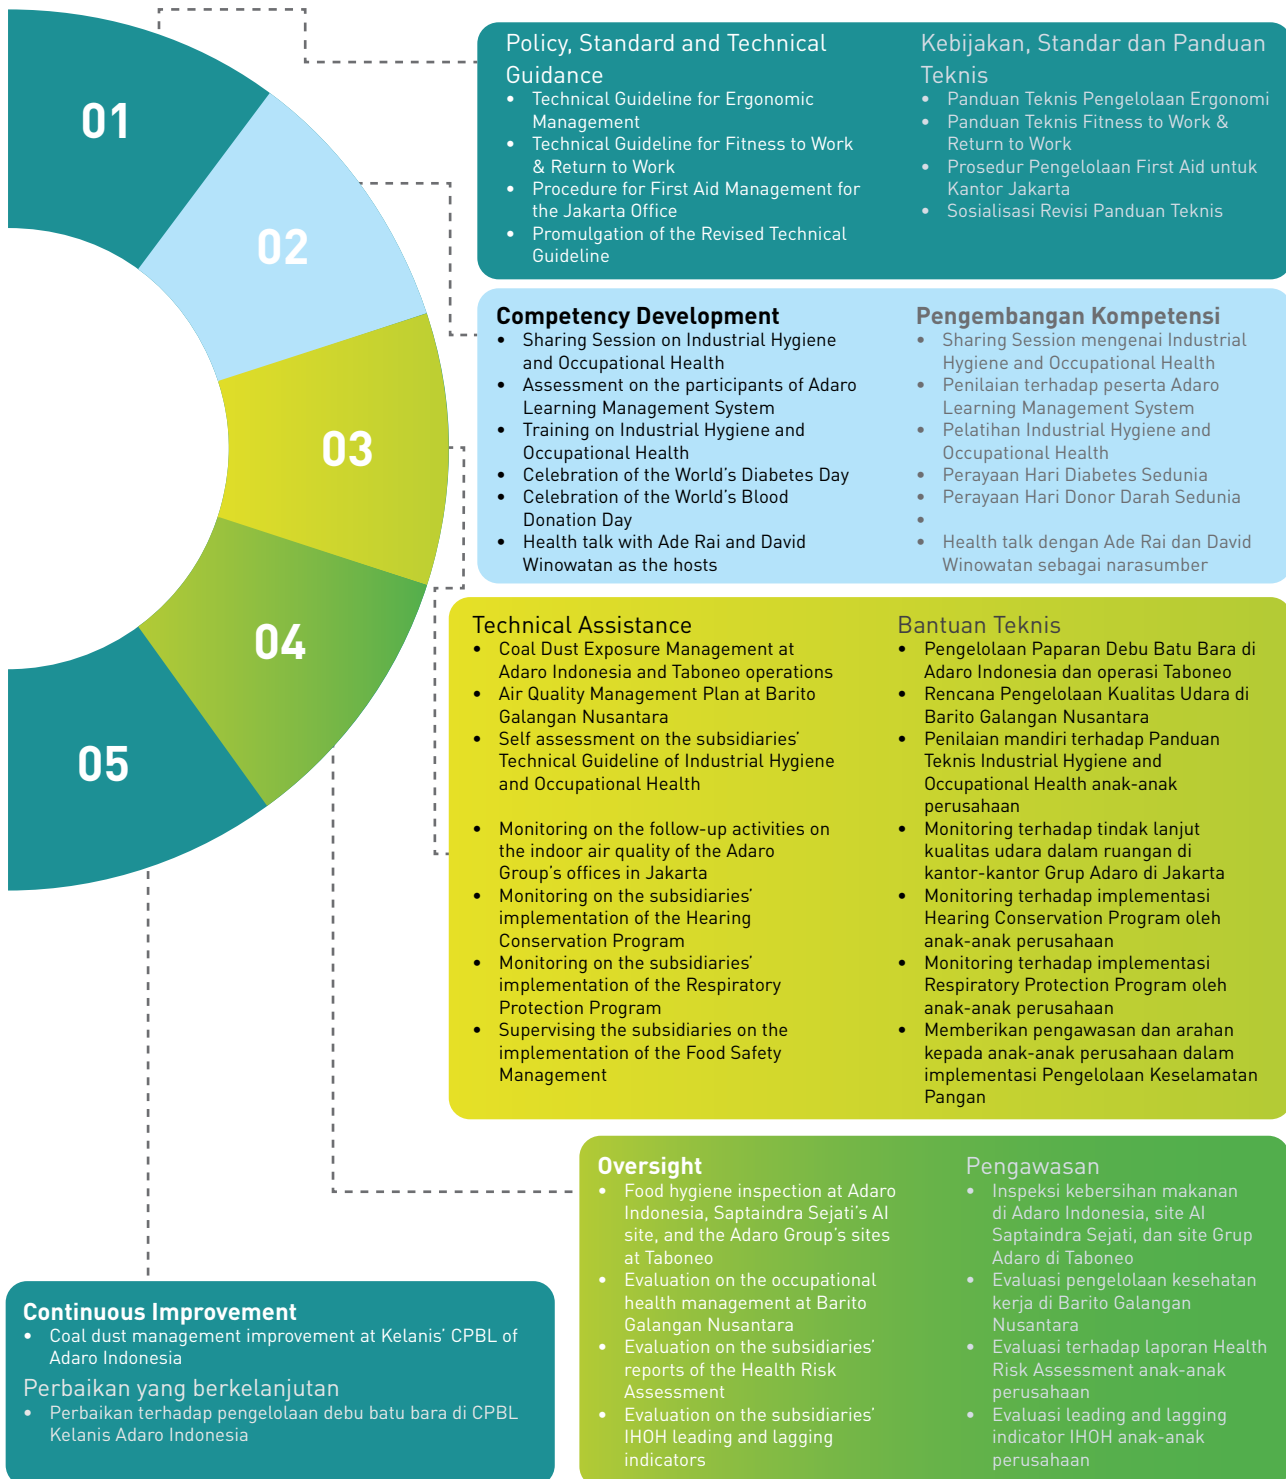 01
02
03
04
05
Policy, Standard and Technical
Guidance
• Technical Guideline for Ergonomic
Management
• Technical Guideline for Fitness to Work
& Return to Work
• Procedure for First Aid Management for
the Jakarta Office
• Promulgation of the Revised Technical
Guideline
Kebijakan, Standar dan Panduan
Teknis
• Panduan Teknis Pengelolaan Ergonomi
• Panduan Teknis Fitness to Work &
Return to Work
• Prosedur Pengelolaan First Aid untuk
Kantor Jakarta
• Sosialisasi Revisi Panduan Teknis
Competency Development
• Sharing Session on Industrial Hygiene
and Occupational Health
• Assessment on the participants of Adaro
Learning Management System
• Training on Industrial Hygiene and
Occupational Health
• Celebration of the World's Diabetes Day
• Celebration of the World's Blood
Donation Day
• Health talk with Ade Rai and David
Winowatan as the hosts
Pengembangan Kompetensi
• Sharing Session mengenai Industrial
Hygiene and Occupational Health
• Penilaian terhadap peserta Adaro
Learning Management System
• Pelatihan Industrial Hygiene and
Occupational Health
• Perayaan Hari Diabetes Sedunia
• Perayaan Hari Donor Darah Sedunia
•
• Health talk dengan Ade Rai dan David
Winowatan sebagai narasumber
Technical Assistance
• Coal Dust Exposure Management at
Adaro Indonesia and Taboneo operations
• Air Quality Management Plan at Barito
Galangan Nusantara
• Self assessment on the subsidiaries'
Technical Guideline of Industrial Hygiene
and Occupational Health
• Monitoring on the follow-up activities on
the indoor air quality of the Adaro
Group's offices in Jakarta
• Monitoring on the subsidiaries'
implementation of the Hearing
Conservation Program
• Monitoring on the subsidiaries'
implementation of the Respiratory
Protection Program
• Supervising the subsidiaries on the
implementation of the Food Safety
Management
Bantuan Teknis
• Pengelolaan Paparan Debu Batu Bara di
Adaro Indonesia dan operasi Taboneo
• Rencana Pengelolaan Kualitas Udara di
Barito Galangan Nusantara
• Penilaian mandiri terhadap Panduan
Teknis Industrial Hygiene and
Occupational Health anak-anak
perusahaan
• Monitoring terhadap tindak lanjut
kualitas udara dalam ruangan di
kantor-kantor Grup Adaro di Jakarta
• Monitoring terhadap implementasi
Hearing Conservation Program oleh
anak-anak perusahaan
• Monitoring terhadap implementasi
Respiratory Protection Program oleh
anak-anak perusahaan
• Memberikan pengawasan dan arahan
kepada anak-anak perusahaan dalam
implementasi Pengelolaan Keselamatan
Pangan
Oversight
• Food hygiene inspection at Adaro
Indonesia, Saptaindra Sejati's AI
site, and the Adaro Group's sites
at Taboneo
• Evaluation on the occupational
health management at Barito
Galangan Nusantara
• Evaluation on the subsidiaries'
reports of the Health Risk
Assessment
• Evaluation on the subsidiaries'
IHOH leading and lagging
indicators
Pengawasan
• Inspeksi kebersihan makanan
di Adaro Indonesia, site AI
Saptaindra Sejati, dan site Grup
Adaro di Taboneo
• Evaluasi pengelolaan kesehatan
kerja di Barito Galangan
Nusantara
• Evaluasi terhadap laporan Health
Risk Assessment anak-anak
perusahaan
• Evaluasi leading and lagging
indicator IHOH anak-anak
perusahaan
Continuous Improvement
• Coal dust management improvement at Kelanis' CPBL of
Adaro Indonesia
Perbaikan yang berkelanjutan
• Perbaikan terhadap pengelolaan debu batu bara di CPBL
Kelanis Adaro Indonesia